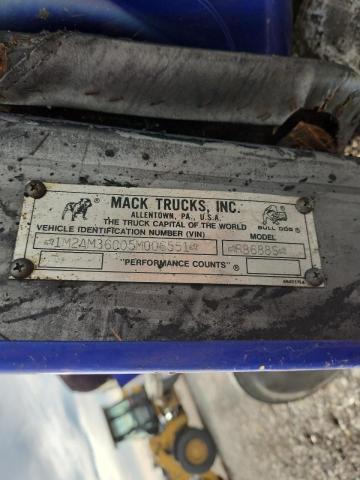 MACK TRUCKS, INC.
ALLENTOWN, PA., U.S.A.
THE TRUCK CAPITAL OF THE WORLD
BULL DOG®
VEHICLE IDENTIFICATION NUMBER (VIN) MODEL
RB688S
"PERFORMANCE COUNTS"®